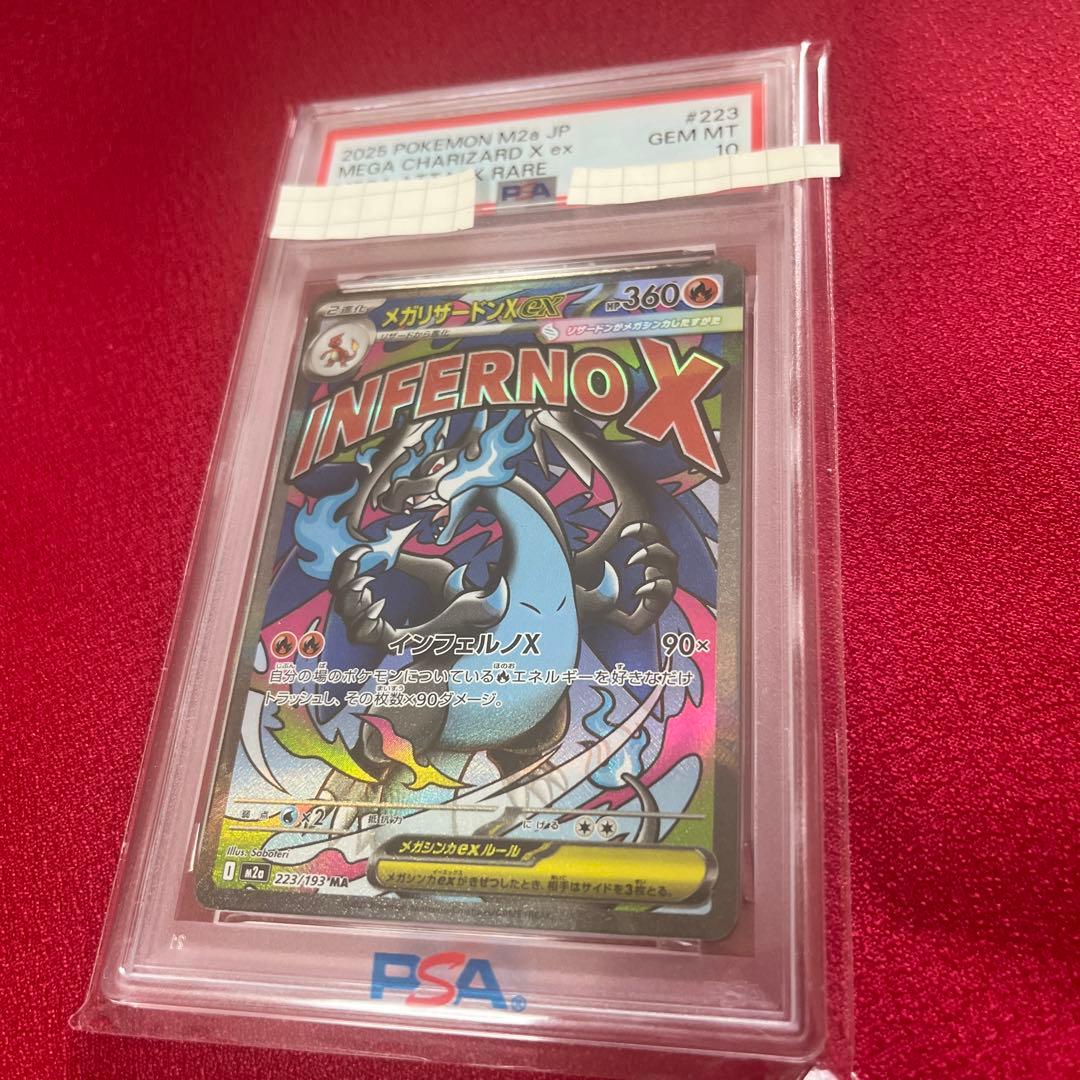 2025 POKEMON M2a JP
#223
MEGA CHARIZARD X ex
GEM MT
RARE
10
PSA
2進化
メガリザードンXex
HP360
リザードから進化
リザードンがメガシンカしたすがた
INFERNO X
インフェルノX 90×
自分の場のポケモンについているエネルギーを好きなだけ
トラッシュし、その枚数×90ダメージ。
弱点 ×2 抵抗力 にげる
Illus. Saboteri
メガシンカexルール
I m2a 223/193 MA
メガシンカexがきぜつしたとき、相手はサイドを3枚とる。
PSA